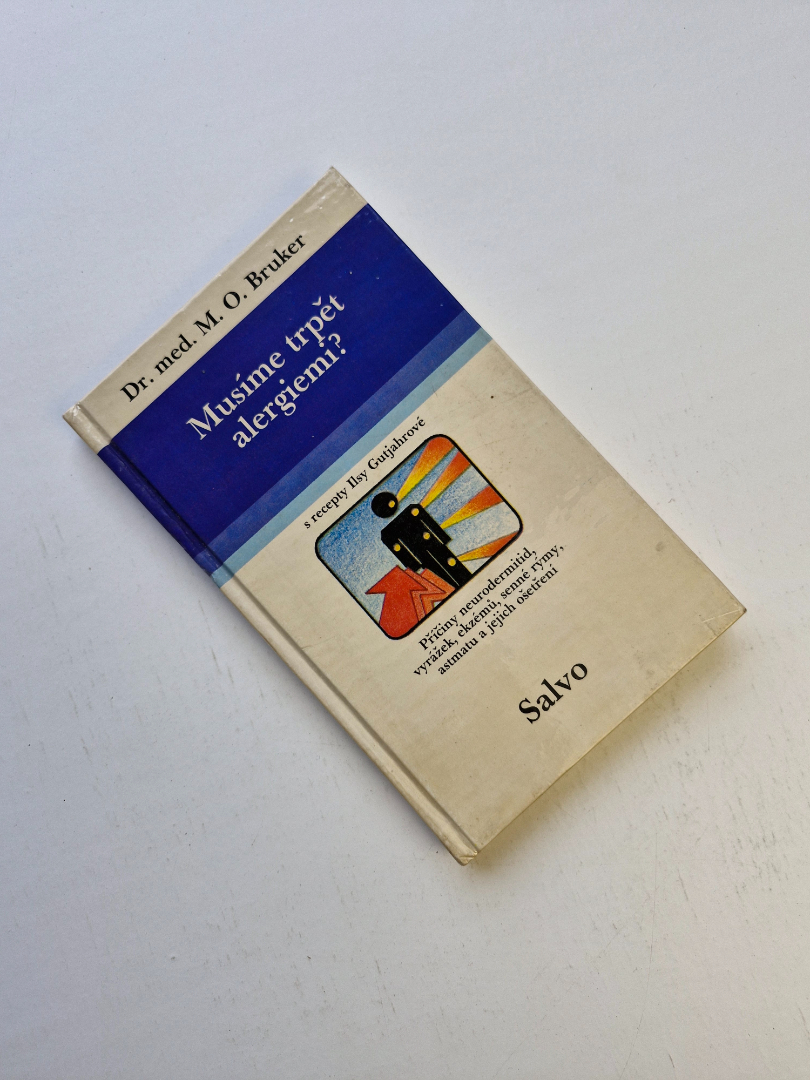 Dr. med. M. O. Bruker
Musíme trpět
alergiemi?
s recepty Ilsy Gutjahrové
Příčiny neurodermitid,
vyrážek, ekzémů, senné rýmy,
astmatu a jejich ošetření
Salvo